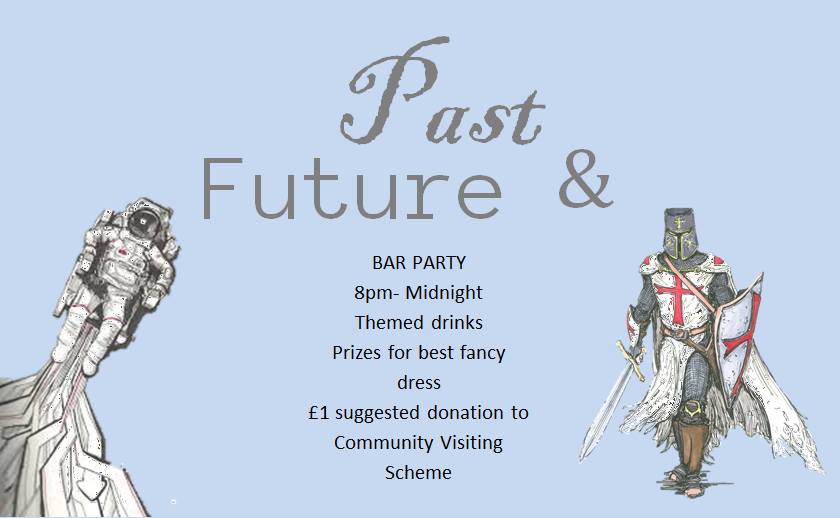 Past
Future &
BAR PARTY
8pm- Midnight
Themed drinks
Prizes for best fancy
dress
£1 suggested donation to
Community Visiting
Scheme